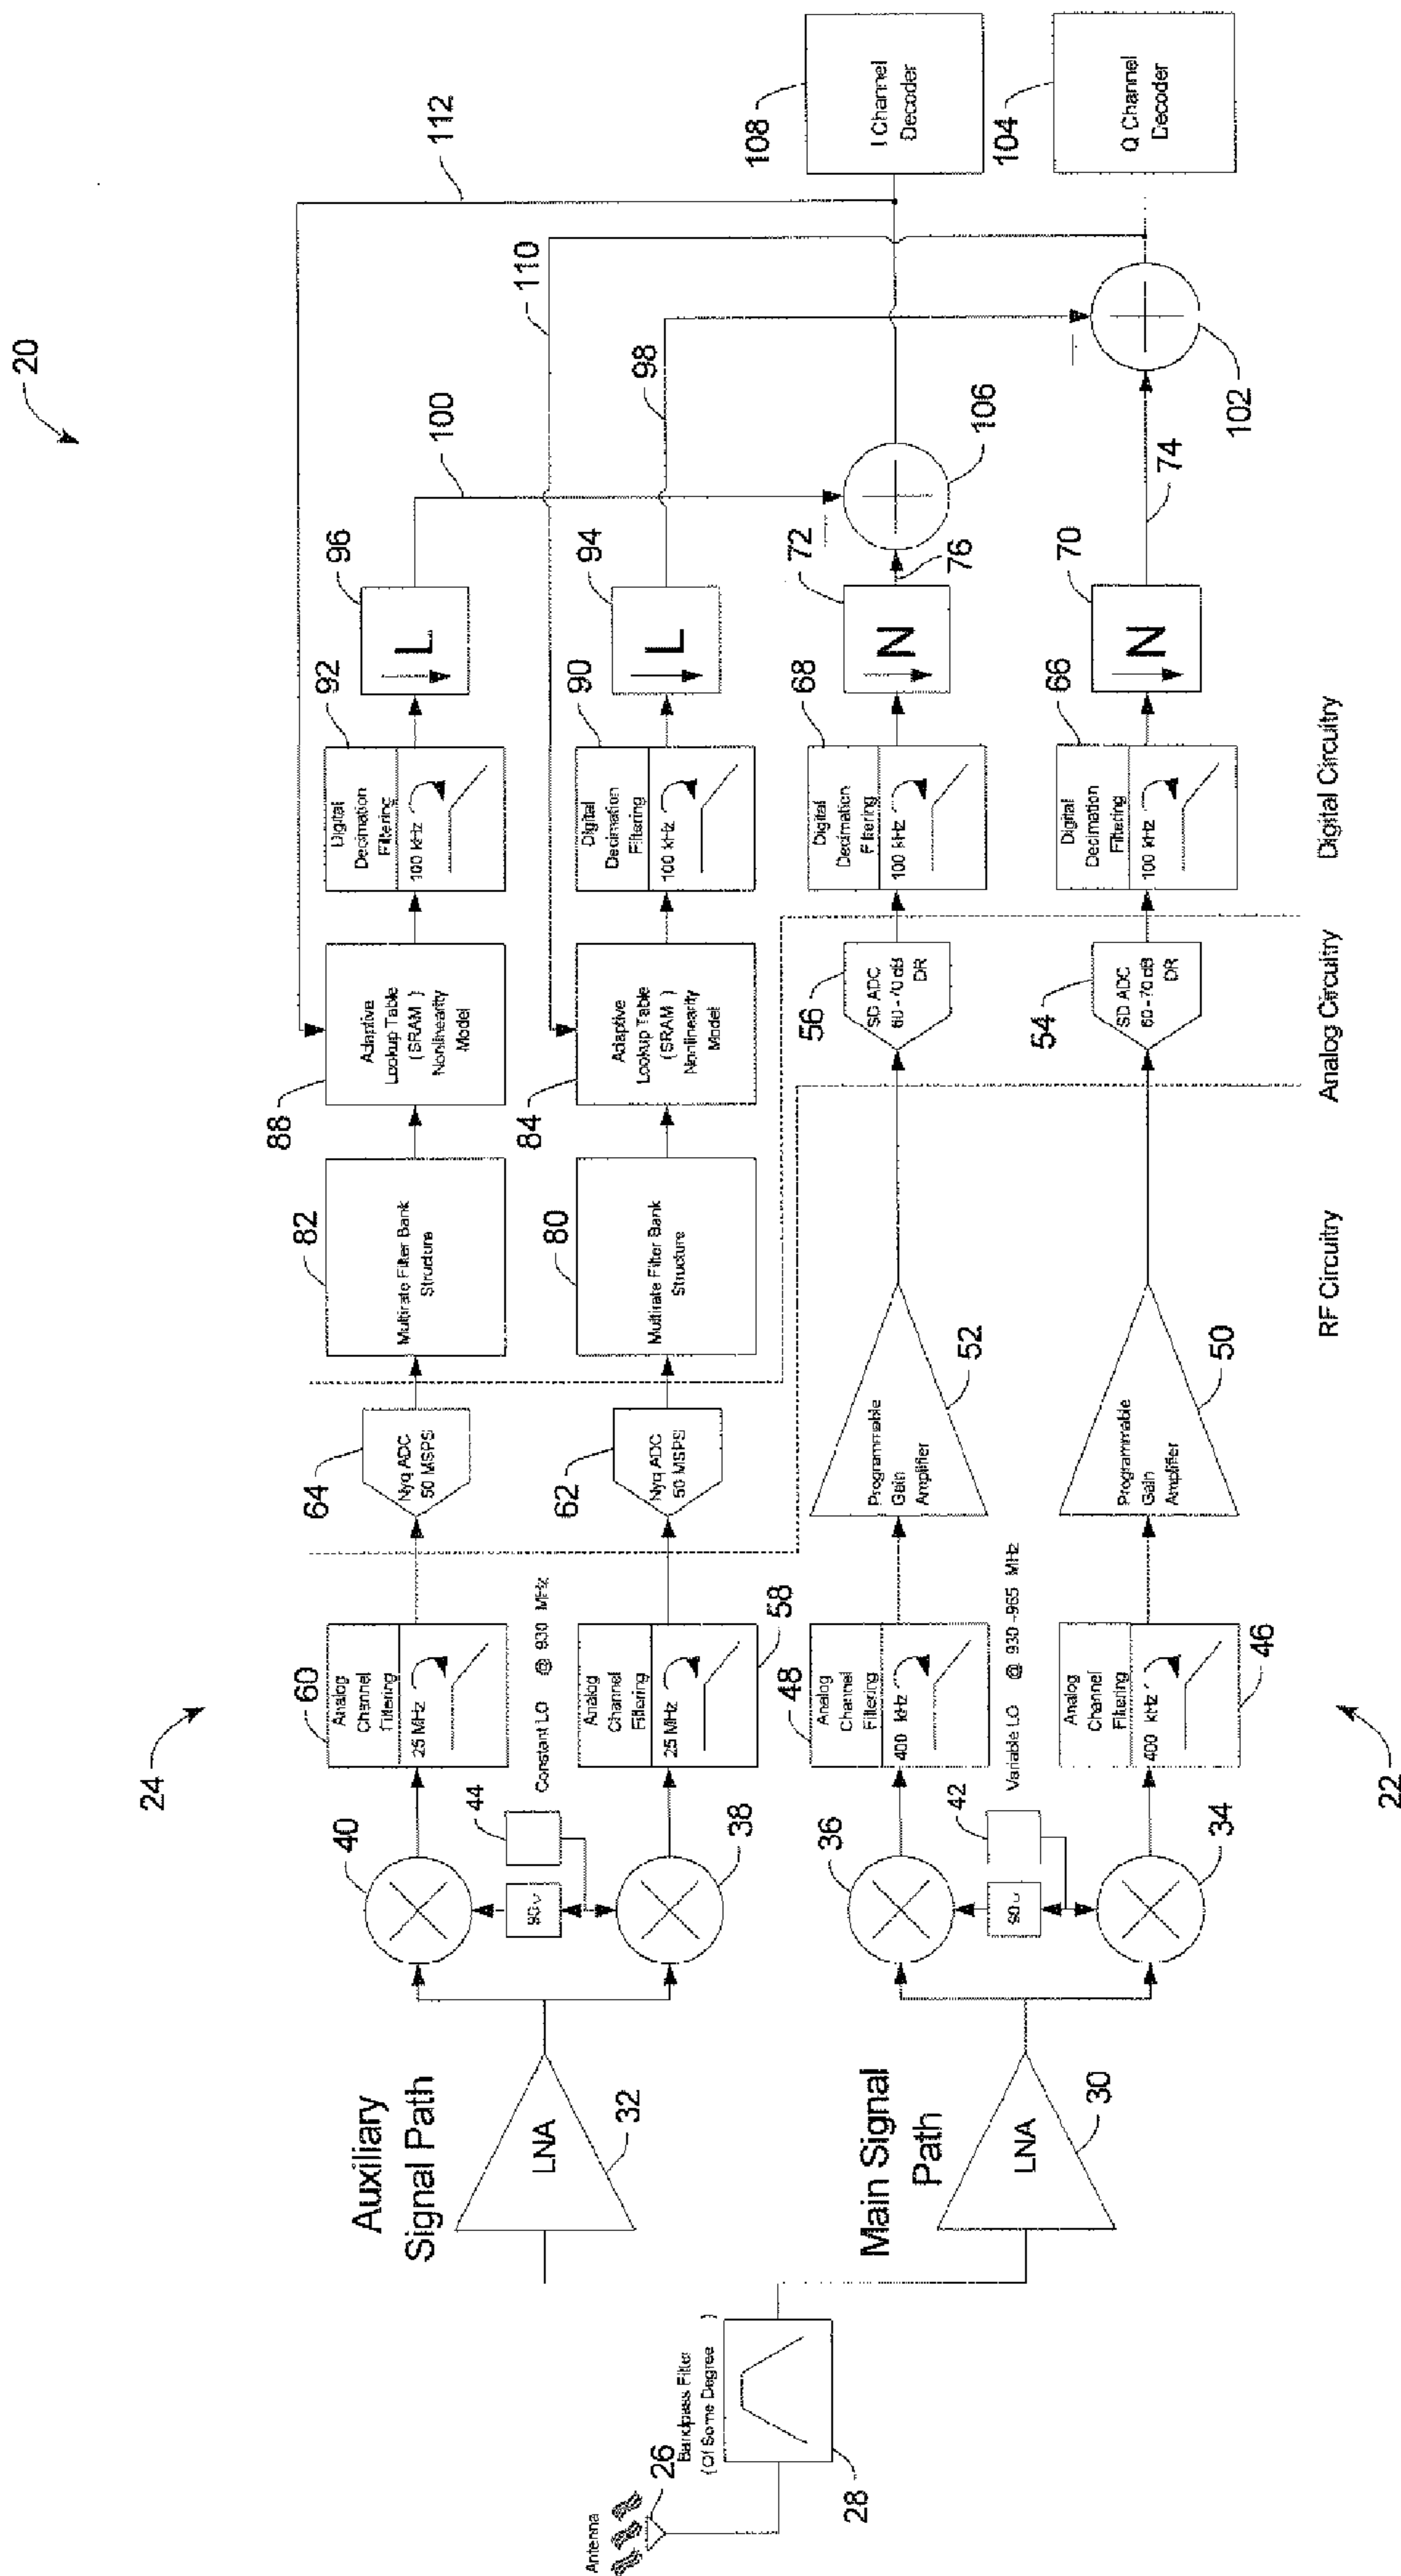 20
24
Auxiliary
Signal Path
32
LNA
40
44
38
Constant LO @ 930 MHz
60
Analog
Channel
25 MHz
Analog
Channel
Filtering
25 MHz
58
64
Nyq ADC
50 MSPS
62
Nyq ADC
50 MSPS
82
Multirate Filter Bank
Structure
80
Multirate Filter Bank
Structure
88
Adaptive
Lookup Table
(SRAM)
Nonlinearity
Model
84
Adaptive
Lookup Table
(SRAM)
Nonlinearity
Model
92
Digital
Decimation
Filtering
100 kHz
90
Digital
Decimation
Filtering
100 kHz
96
L
94
L
100
98
110
112
Antenna
26
Bandpass Filter
(Of Some Degree)
28
Main Signal
Path
LNA
30
36
42
34
Variable LO @ 930-965 MHz
48
Analog
Channel
Filtering
400 kHz
Analog
Channel
Filtering
400 kHz
46
Programmable
Gain
Amplifier
52
Programmable
Gain
Amplifier
50
56
SD ADC
60-70 dB
DR
54
SD ADC
60-70 dB
DR
68
Digital
Decimation
Filtering
100 kHz
66
Digital
Decimation
Filtering
100 kHz
72
N
76
70
N
74
106
102
108
I Channel
Decoder
104
Q Channel
Decoder
22
RF Circuitry
Analog Circuitry
Digital Circuitry